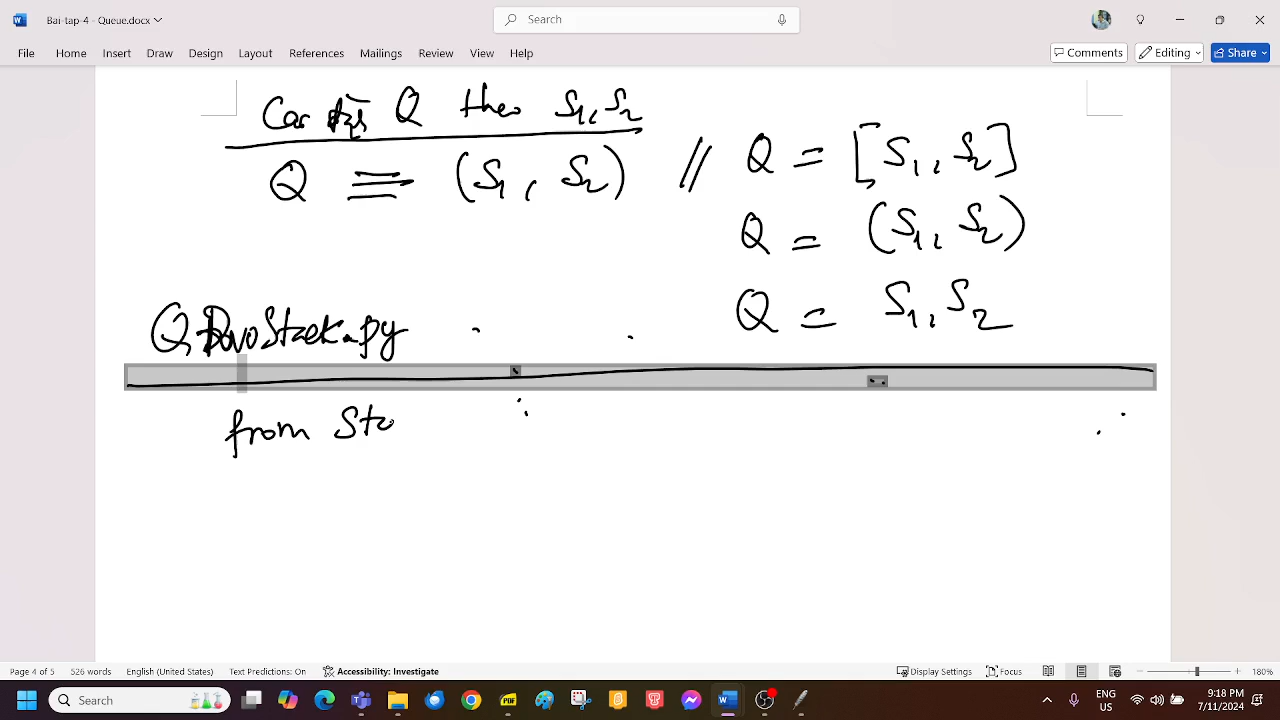 Bai-tap-4 - Queue.docx
Search
File Home Insert Draw Design Layout References Mailings Review View Help
Comments Editing Share
Q theo S1, S2
Q = (S1, S2) // Q = [S1, S2]
Q = (S1, S2)
Q = S1, S2
QTwoStack.py
from Sta
Page 4 of 5 526 words English (United States) Text Predictions: On Accessibility: Investigate Display Settings Focus 180%
Search
ENG US 9:18 PM 7/11/2024